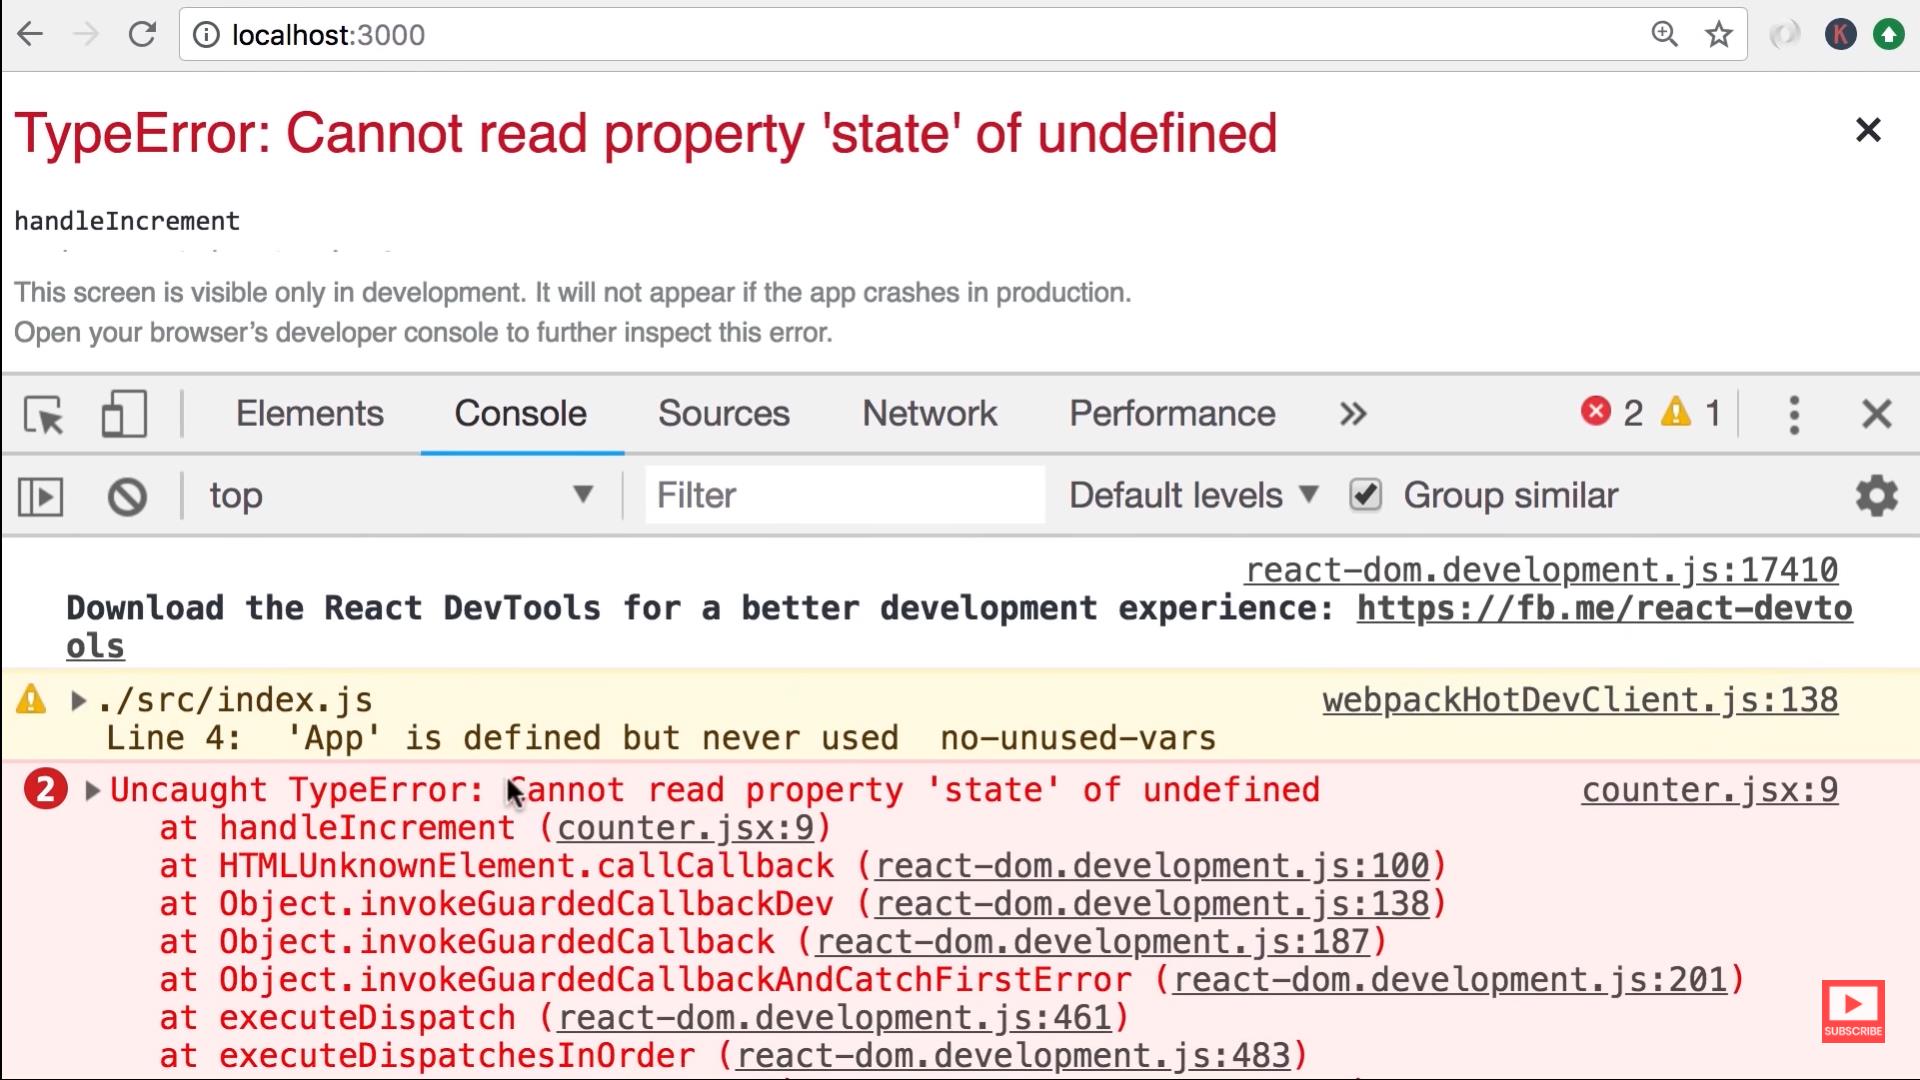 localhost:3000
K
TypeError: Cannot read property 'state' of undefined
handleIncrement
This screen is visible only in development. It will not appear if the app crashes in production.
Open your browser’s developer console to further inspect this error.
Elements Console Sources Network Performance » 2 1
top Filter Default levels Group similar
react-dom.development.js:17410
Download the React DevTools for a better development experience: https://fb.me/react-devto
ols
./src/index.js webpackHotDevClient.js:138
Line 4: 'App' is defined but never used no-unused-vars
2 Uncaught TypeError: Cannot read property 'state' of undefined counter.jsx:9
at handleIncrement (counter.jsx:9)
at HTMLUnknownElement.callCallback (react-dom.development.js:100)
at Object.invokeGuardedCallbackDev (react-dom.development.js:138)
at Object.invokeGuardedCallback (react-dom.development.js:187)
at Object.invokeGuardedCallbackAndCatchFirstError (react-dom.development.js:201)
at executeDispatch (react-dom.development.js:461)
at executeDispatchesInOrder (react-dom.development.js:483)
SUBSCRIBE